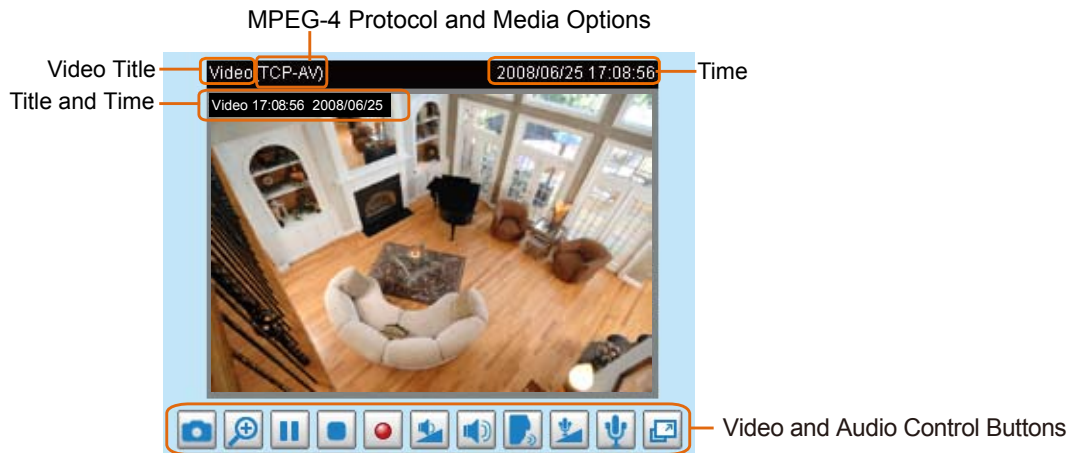 MPEG-4 Protocol and Media Options
Video Title
Video (TCP-AV)
2008/06/25 17:08:56
Time
Title and Time
Video 17:08:56 2008/06/25
Video and Audio Control Buttons